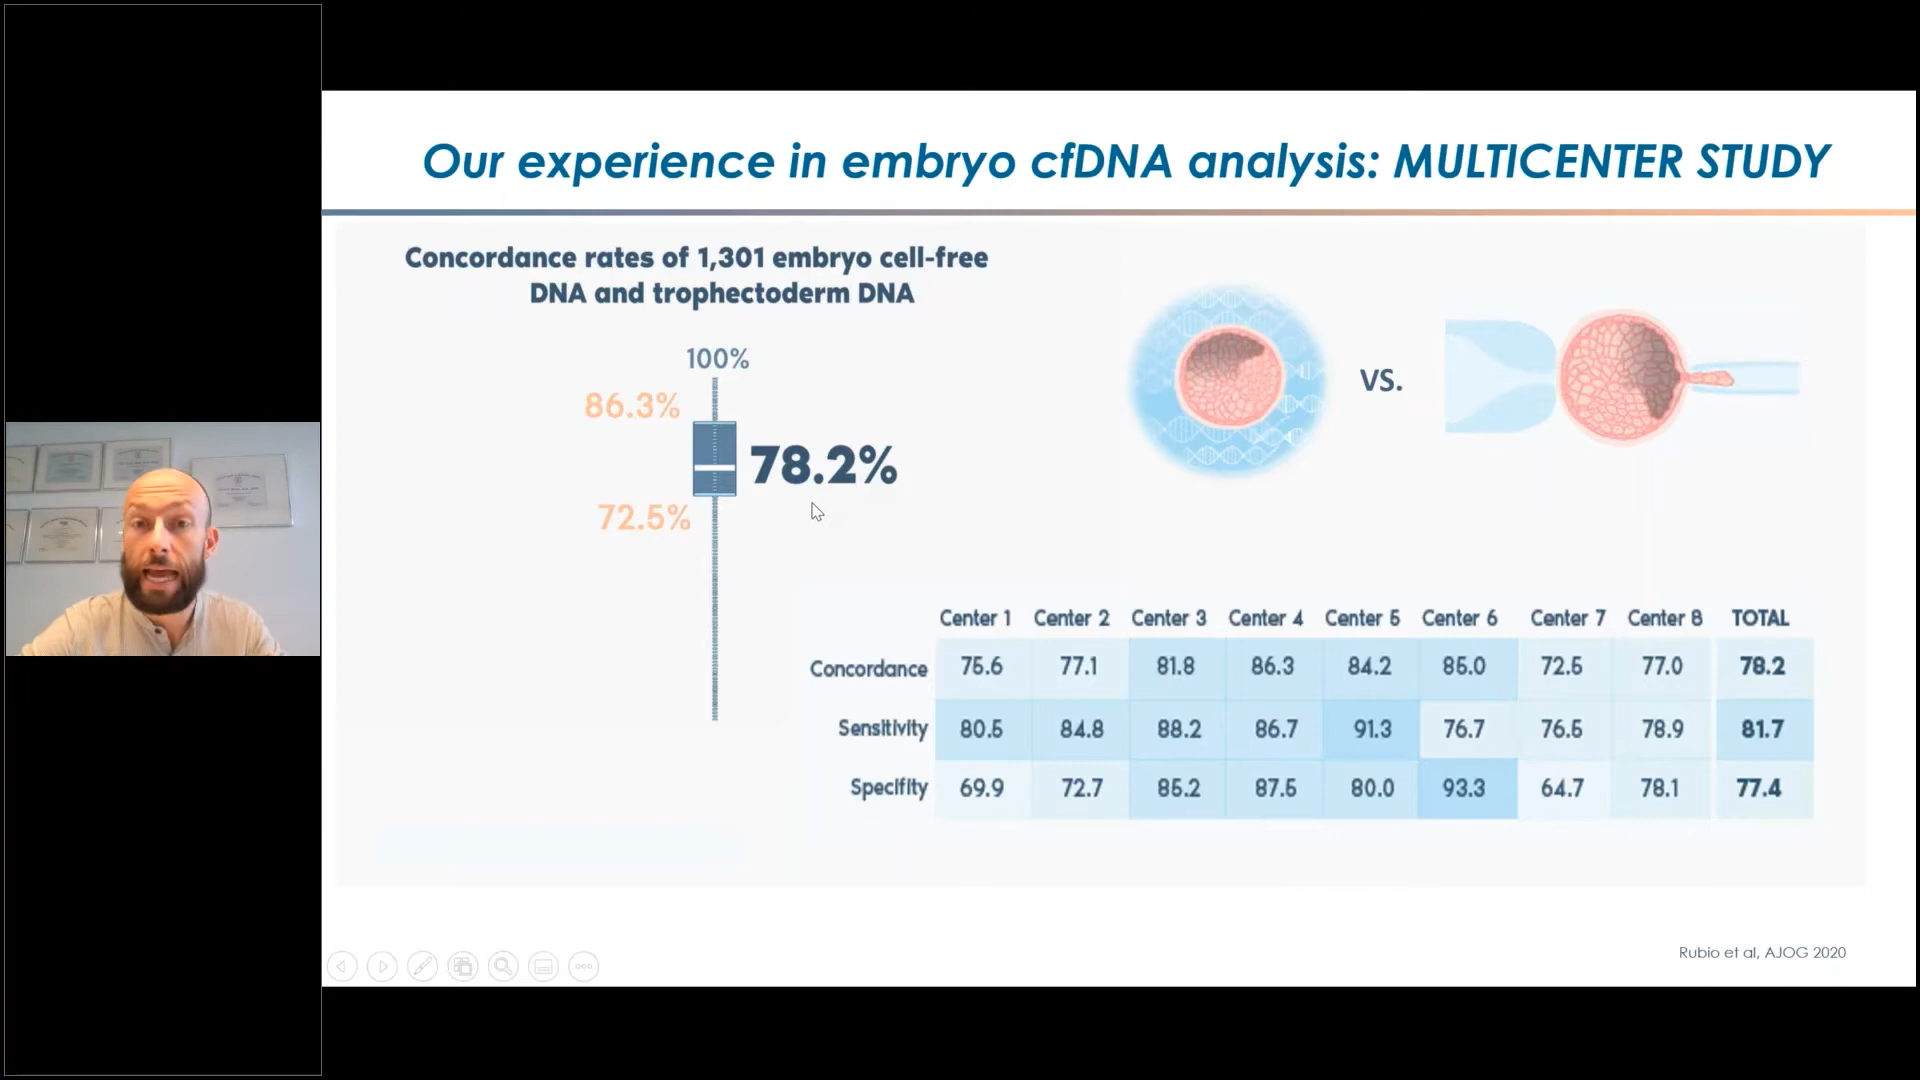 Our experience in embryo cfDNA analysis: MULTICENTER STUDY
Concordance rates of 1,301 embryo cell-free
DNA and trophectoderm DNA
100%
86.3%
78.2%
72.5%
VS.
Center 1 Center 2 Center 3 Center 4 Center 5 Center 6 Center 7 Center 8 TOTAL
Concordance 75.6 77.1 81.8 86.3 84.2 85.0 72.5 77.0 78.2
Sensitivity 80.5 84.8 88.2 86.7 91.3 76.7 76.5 78.9 81.7
Specifity 69.9 72.7 85.2 87.5 80.0 93.3 64.7 78.1 77.4
Rubio et al, AJOG 2020